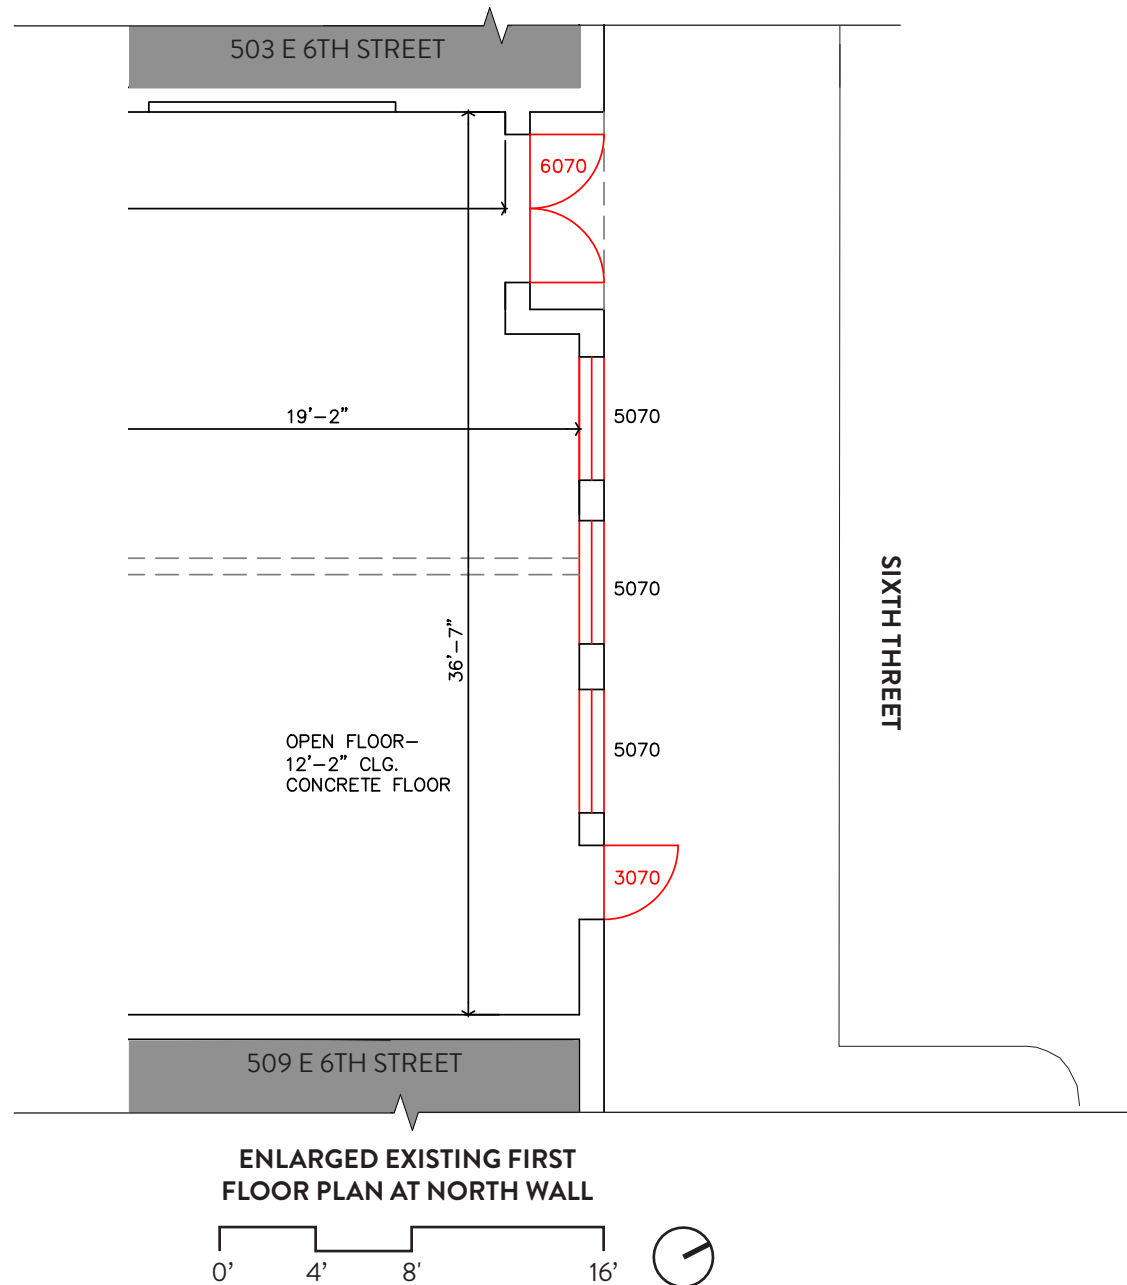 503 E 6TH STREET
6070
19'-2"
5070
5070
SIXTH THREET
36'-7"
OPEN FLOOR-
12'-2" CLG.
CONCRETE FLOOR
5070
3070
509 E 6TH STREET
ENLARGED EXISTING FIRST
FLOOR PLAN AT NORTH WALL
0' 4' 8' 16'